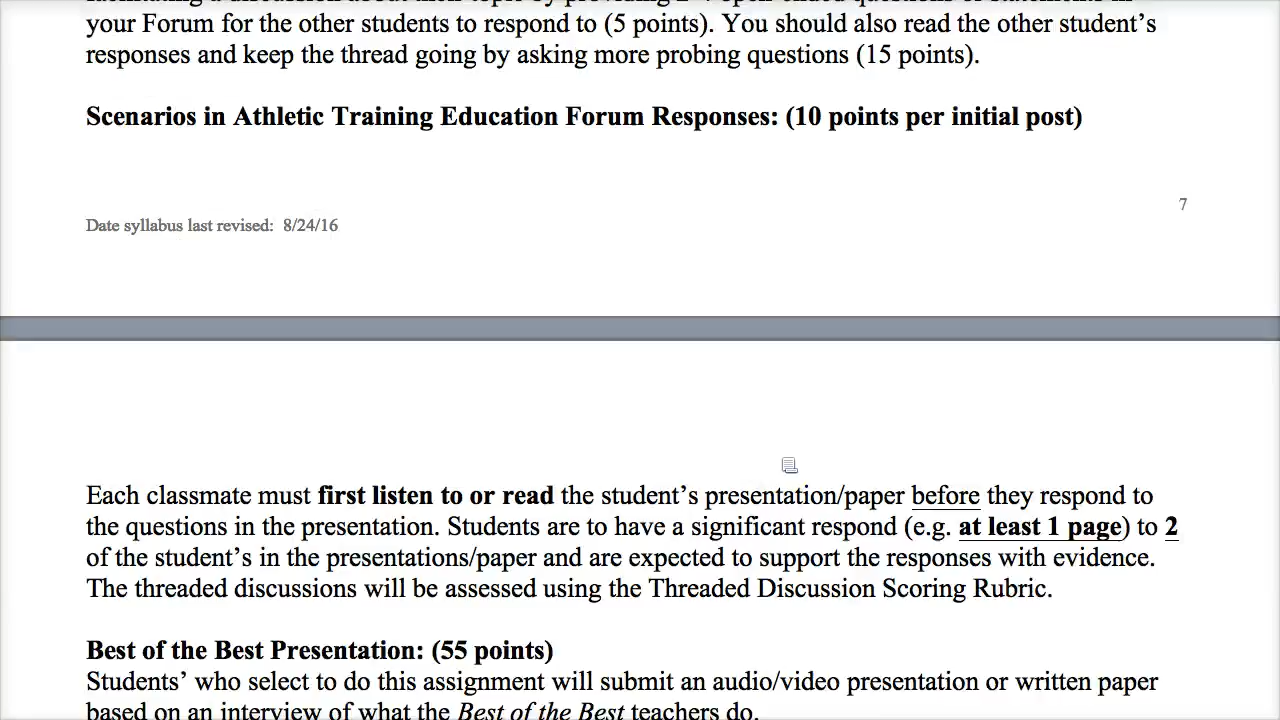 your Forum for the other students to respond to (5 points). You should also read the other student’s
responses and keep the thread going by asking more probing questions (15 points).
Scenarios in Athletic Training Education Forum Responses: (10 points per initial post)
7
Date syllabus last revised: 8/24/16
Each classmate must first listen to or read the student’s presentation/paper before they respond to
the questions in the presentation. Students are to have a significant respond (e.g. at least 1 page) to 2
of the student’s in the presentations/paper and are expected to support the responses with evidence.
The threaded discussions will be assessed using the Threaded Discussion Scoring Rubric.
Best of the Best Presentation: (55 points)
Students’ who select to do this assignment will submit an audio/video presentation or written paper
based on an interview of what the Best of the Best teachers do.